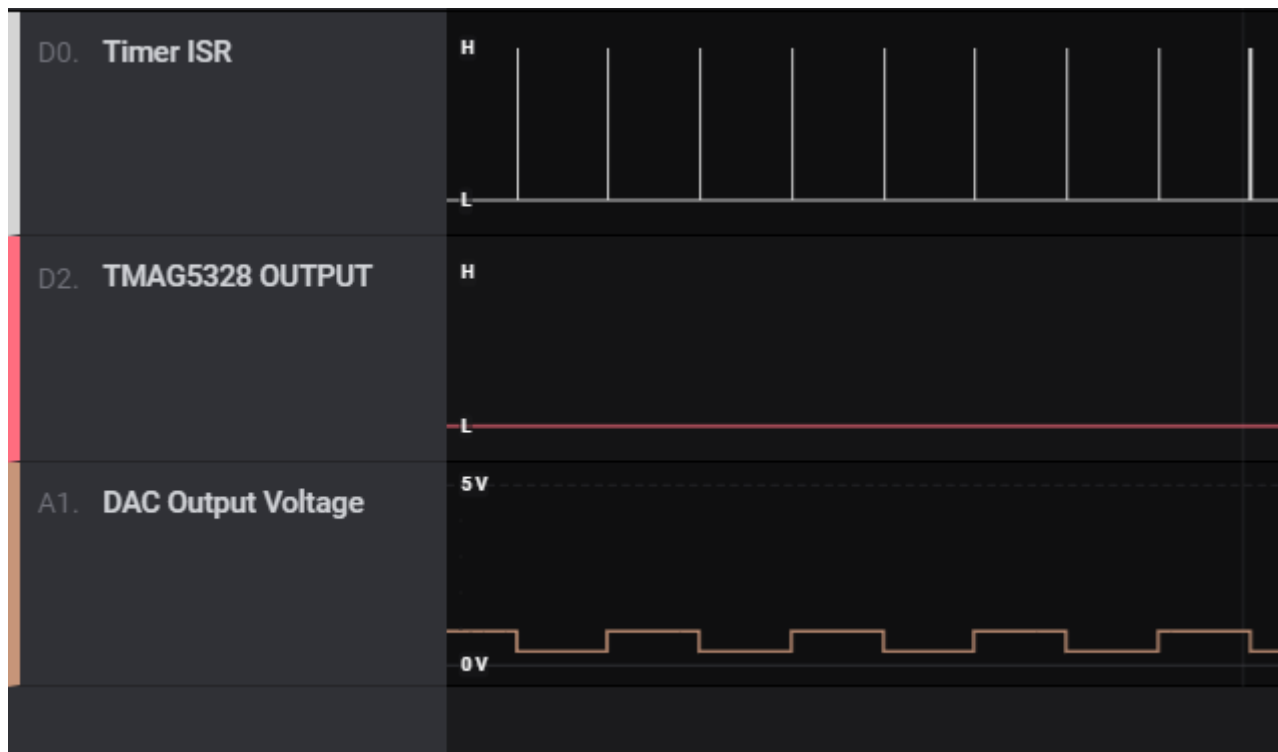 D0. Timer ISR
H
L
D2. TMAG5328 OUTPUT
H
L
A1. DAC Output Voltage
5 V
0 V